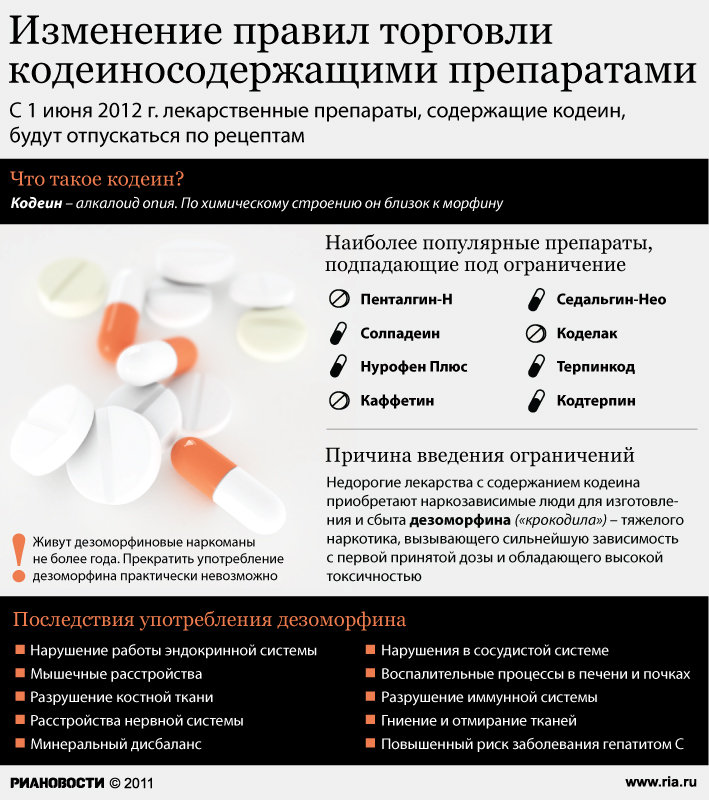 Изменение правил торговли
кодеиносодержащими препаратами
С 1 июня 2012 г. лекарственные препараты, содержащие кодеин,
будут отпускаться по рецептам
Что такое кодеин?
Кодеин – алкалоид опия. По химическому строению он близок к морфину
Наиболее популярные препараты,
подпадающие под ограничение
Пенталгин-Н
Солпадеин
Нурофен Плюс
Каффетин
Седальгин-Нео
Коделак
Терпинкод
Кодтерпин
Причина введения ограничений
Недорогие лекарства с содержанием кодеина
приобретают наркозависимые люди для изготовле-
ния и сбыта дезоморфина («крокодила») – тяжелого
наркотика, вызывающего сильнейшую зависимость
с первой принятой дозы и обладающего высокой
токсичностью
! Живут дезоморфиновые наркоманы
не более года. Прекратить употребление
дезоморфина практически невозможно
Последствия употребления дезоморфина
Нарушение работы эндокринной системы
Мышечные расстройства
Разрушение костной ткани
Расстройства нервной системы
Минеральный дисбаланс
Нарушения в сосудистой системе
Воспалительные процессы в печени и почках
Разрушение иммунной системы
Гниение и отмирание тканей
Повышенный риск заболевания гепатитом С
РИАНОВОСТИ © 2011
www.ria.ru